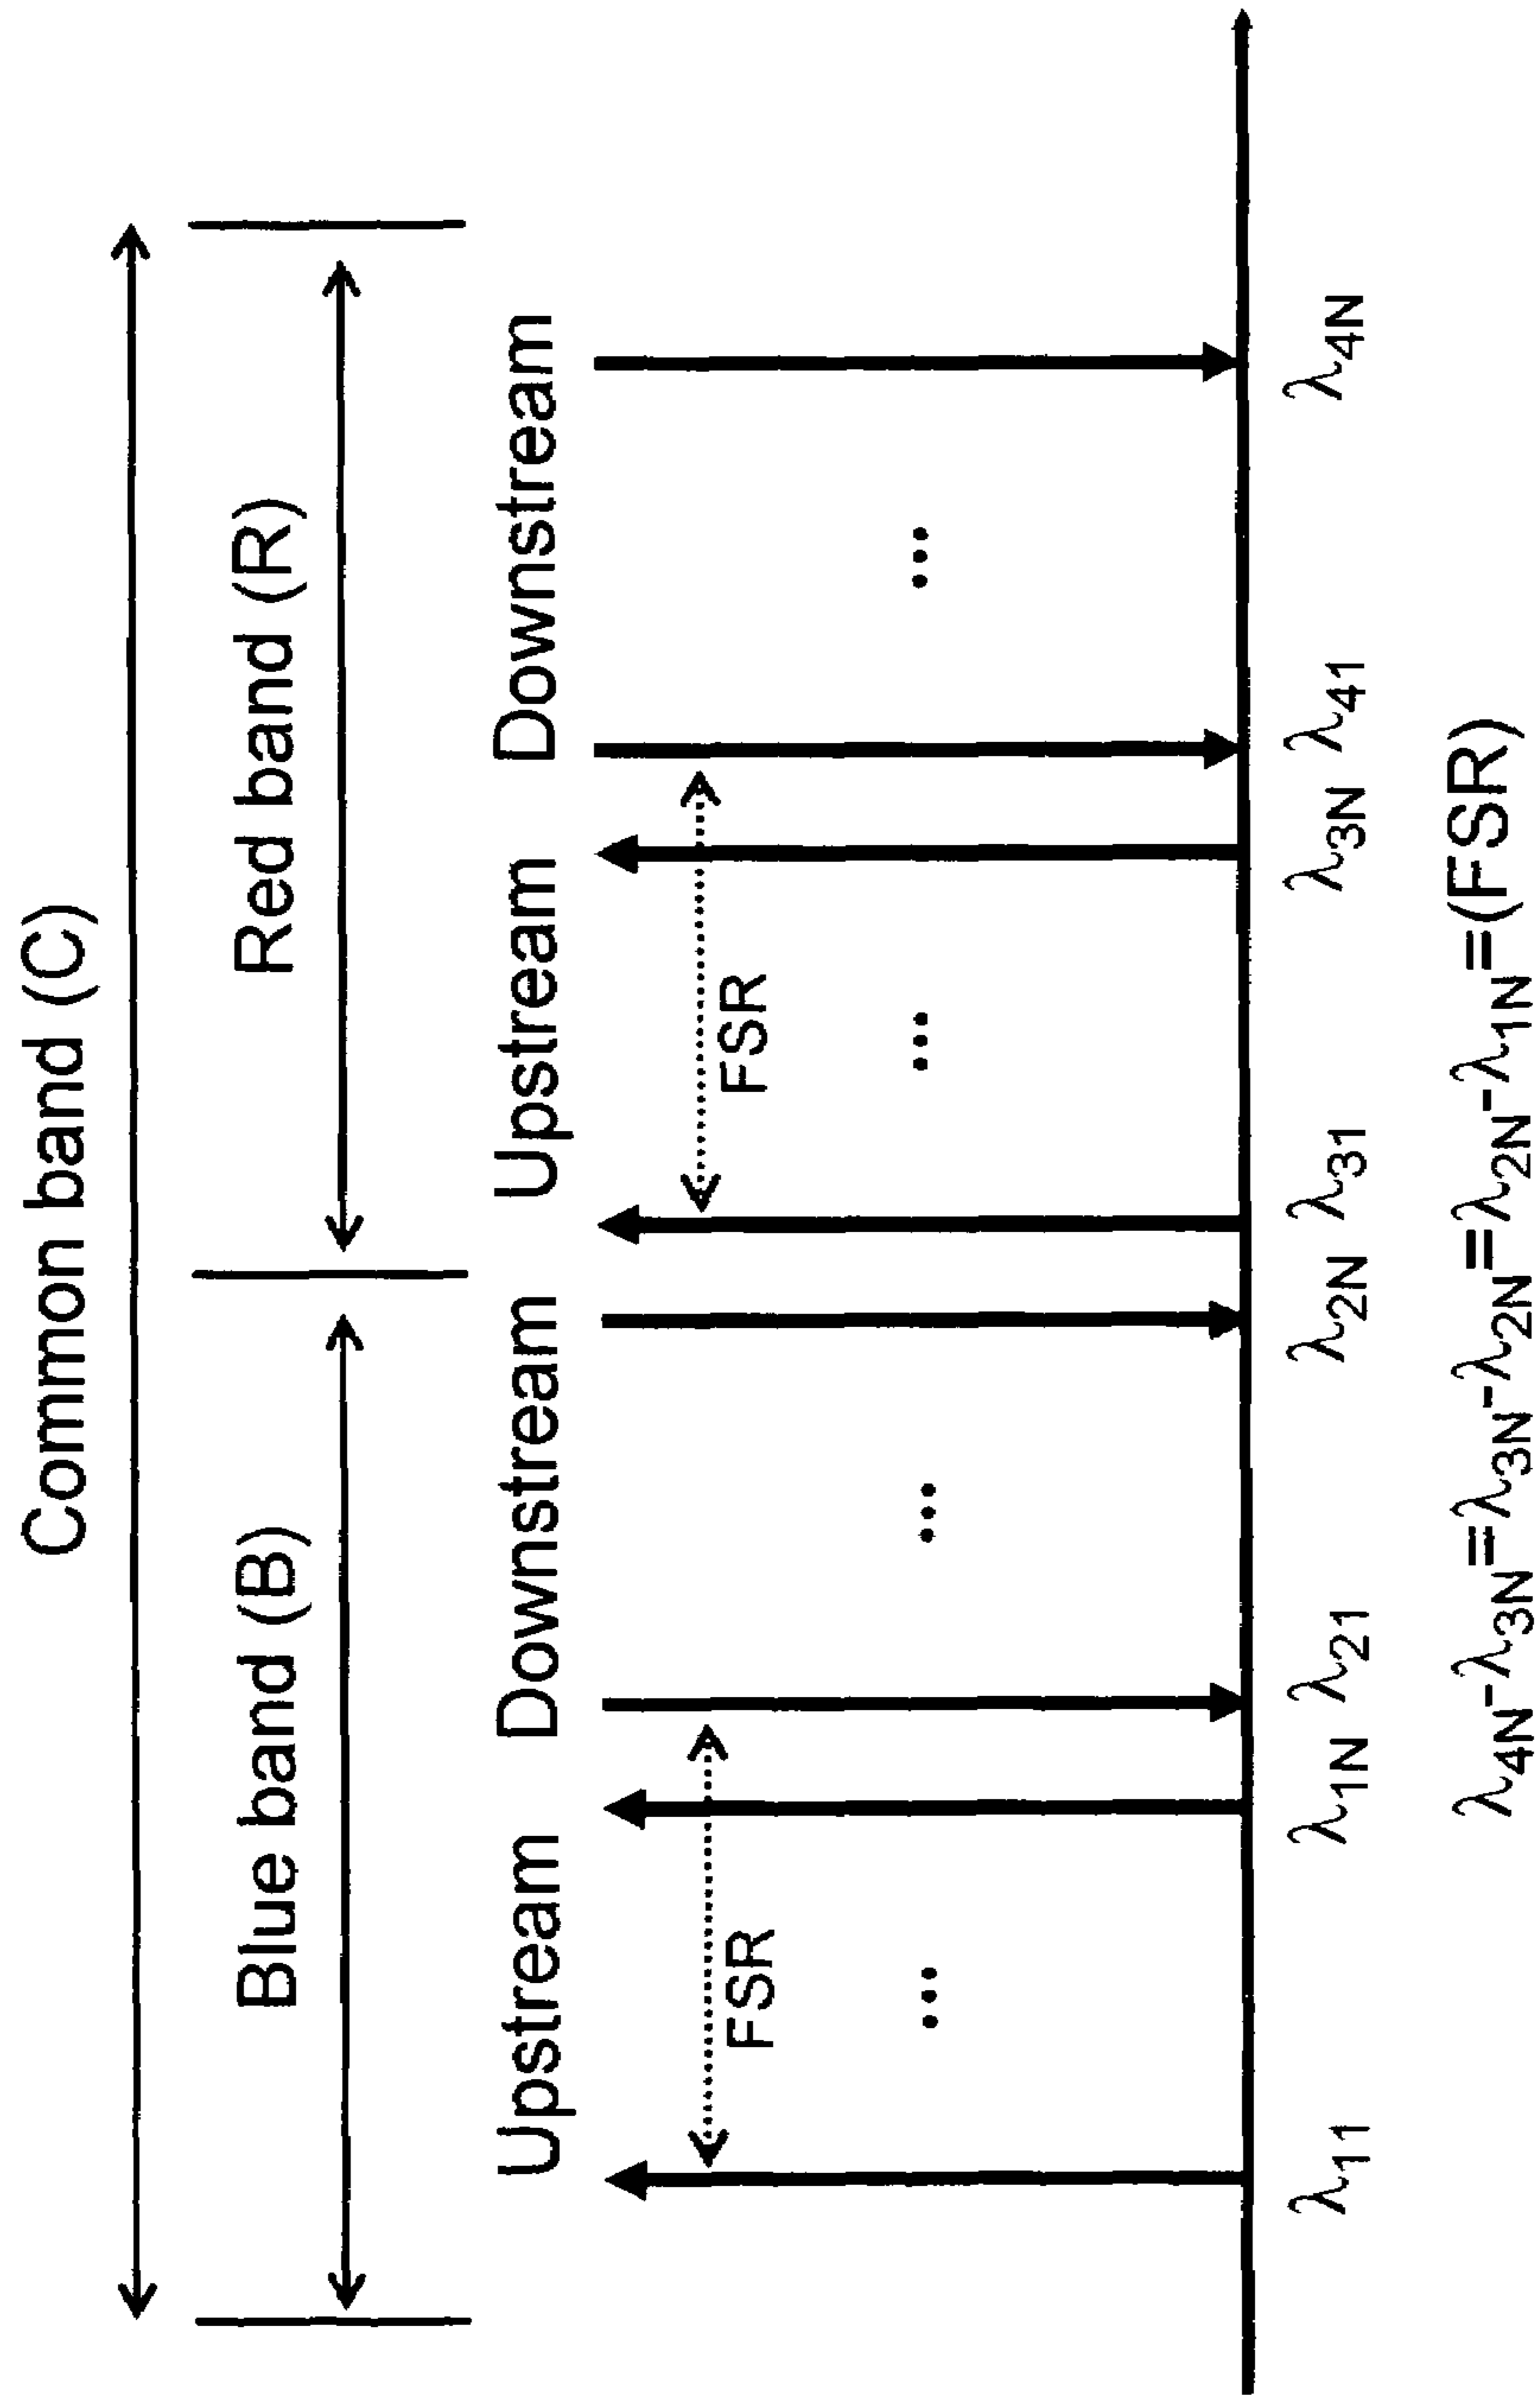 Common band (C)
Blue band (B) Red band (R)
Upstream Downstream Upstream Downstream
FSR FSR
... ... ... ...
λ11 λ1N λ21 λ2N λ31 λ3N λ41 λ4N
λ4N-λ3N=λ3N-λ2N=λ2N-λ1N=(FSR)